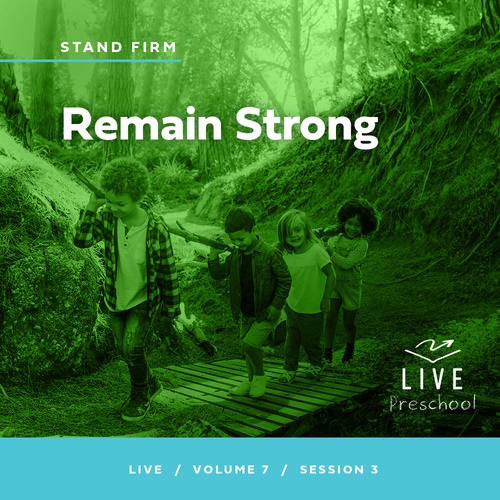 STAND FIRM
Remain Strong
LIVE
Preschool
LIVE / VOLUME 7 / SESSION 3